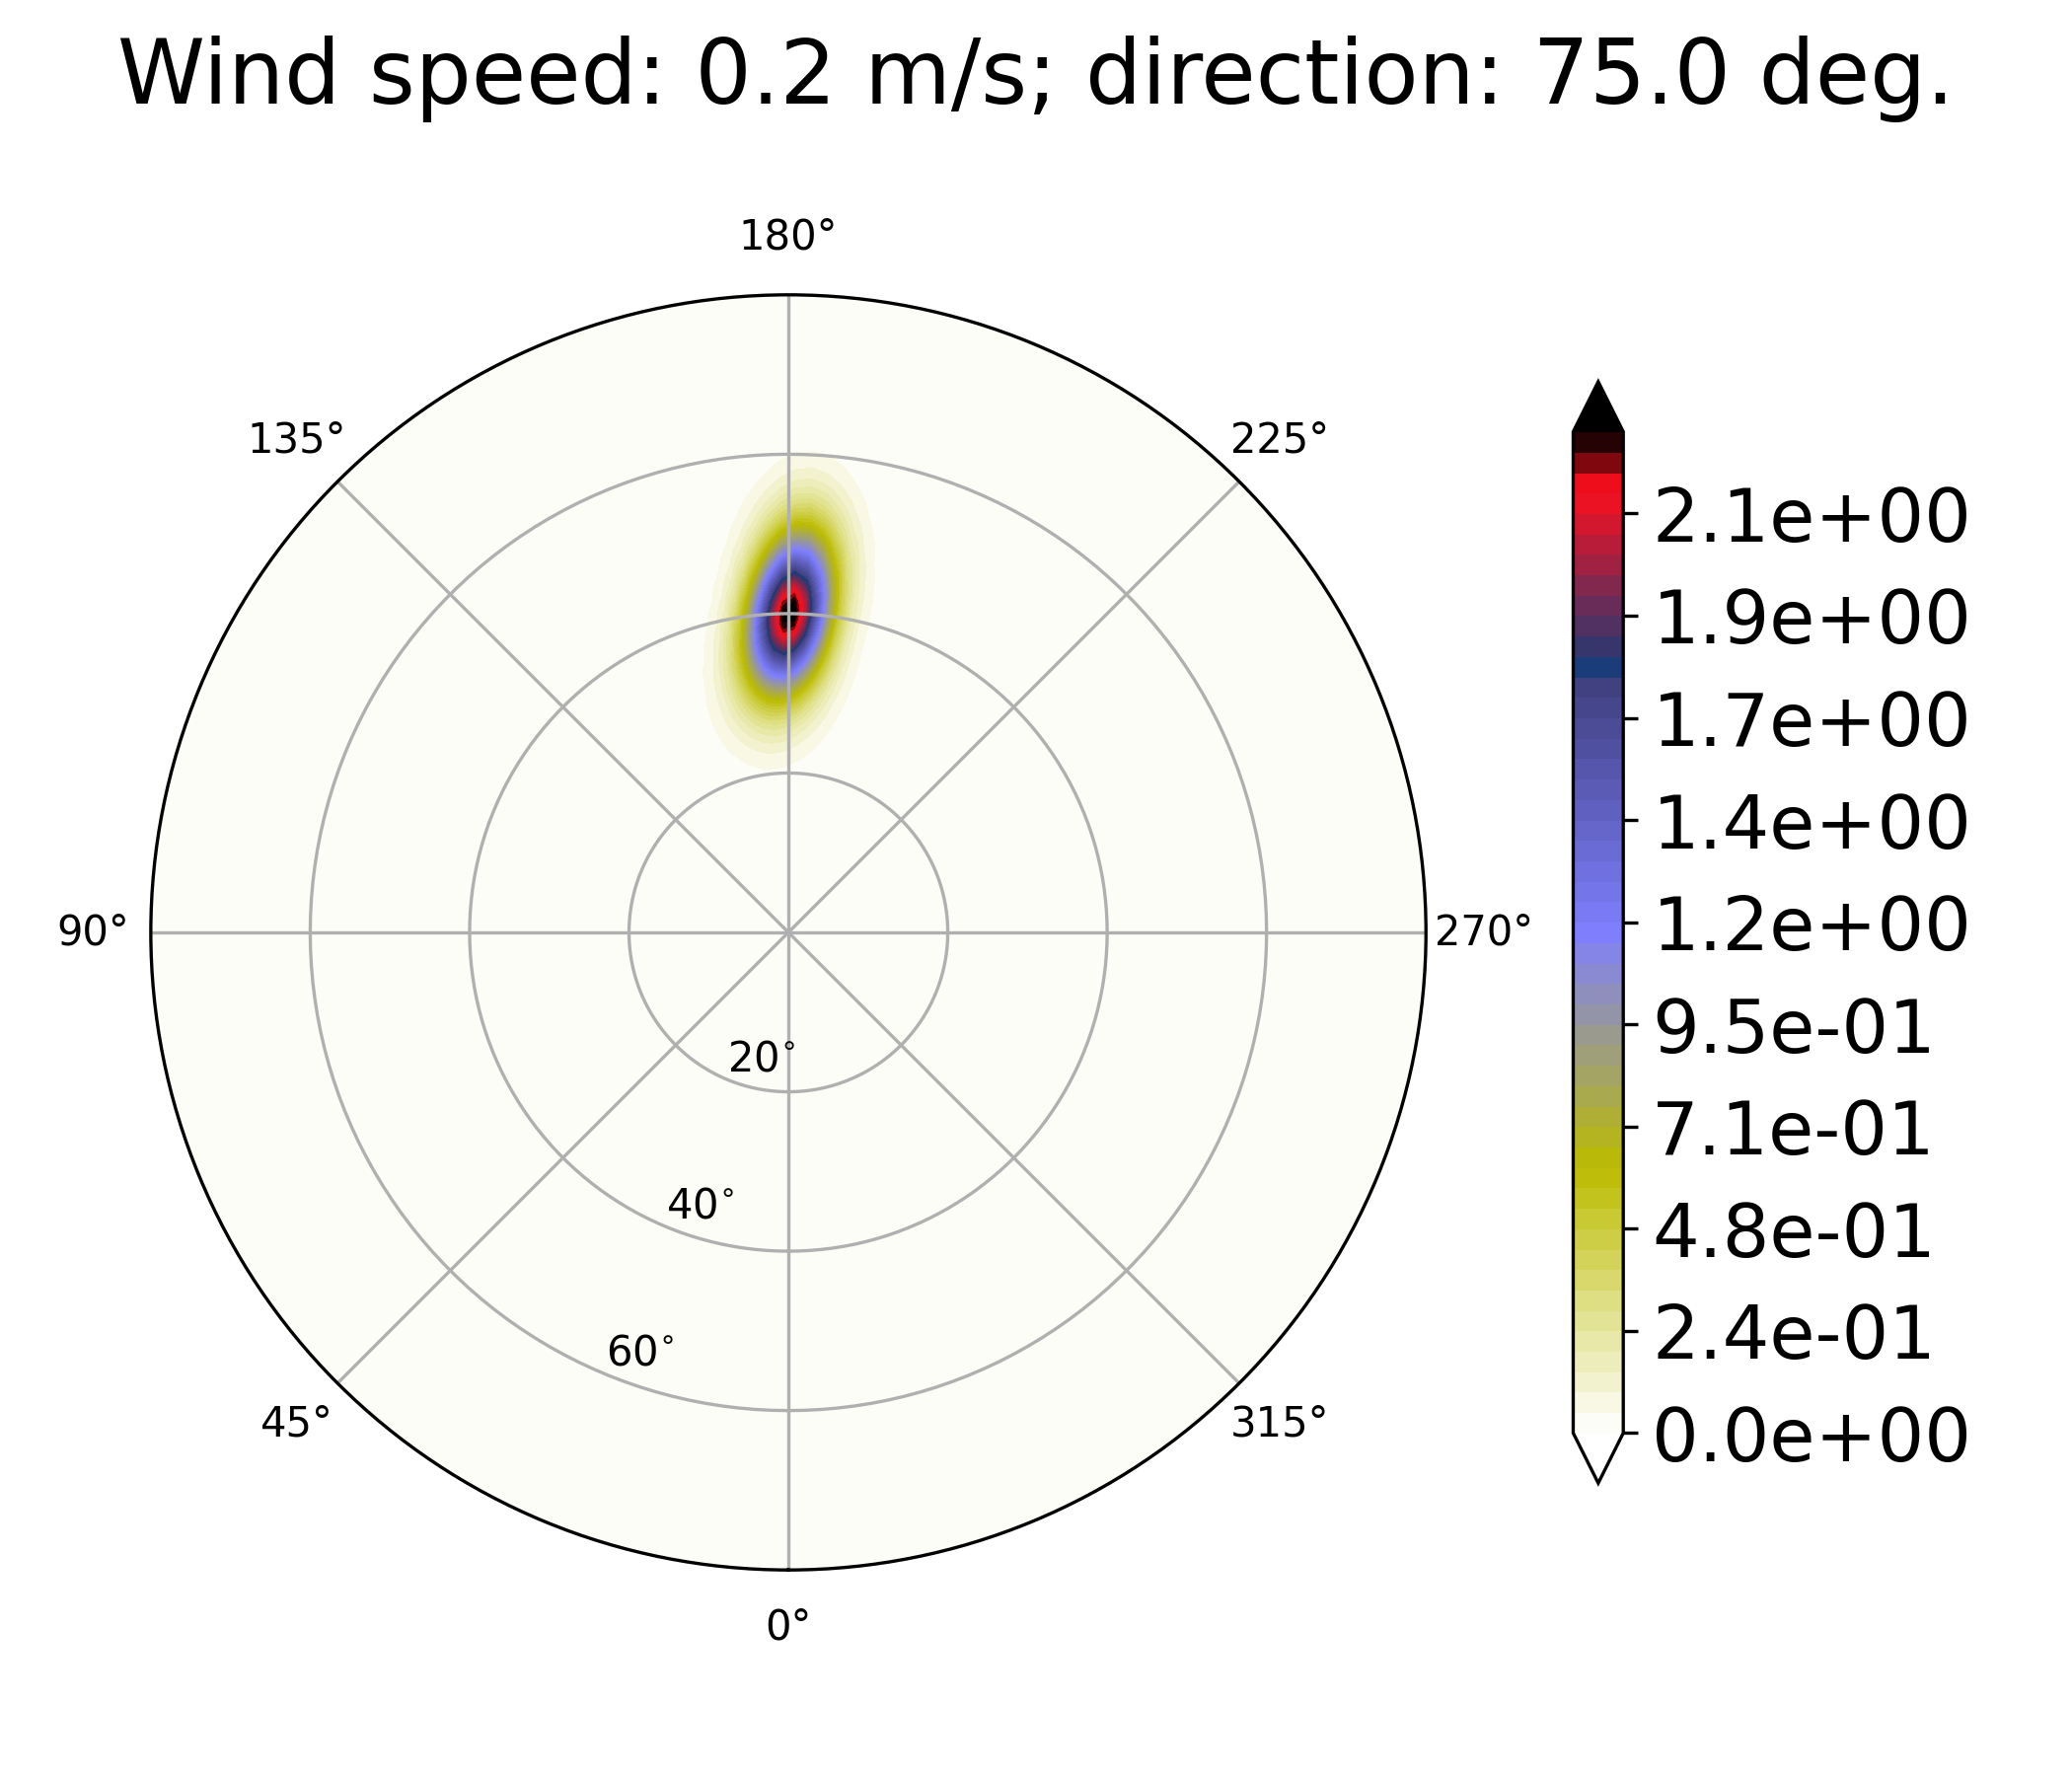 Wind speed: 0.2 m/s; direction: 75.0 deg.
180°
135°
225°
90°
270°
20°
40°
60°
45°
315°
0°
2.1e+00
1.9e+00
1.7e+00
1.4e+00
1.2e+00
9.5e-01
7.1e-01
4.8e-01
2.4e-01
0.0e+00